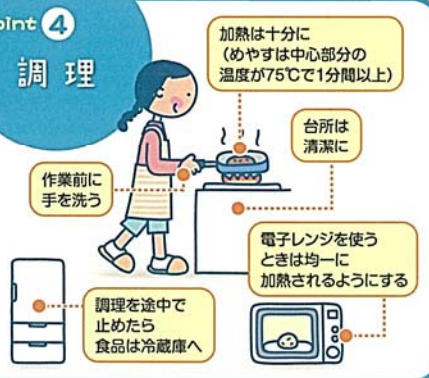 Point 4
調理
加熱は十分に
（めやすは中心部分の
温度が75℃で1分間以上）
台所は
清潔に
作業前に
手を洗う
電子レンジを使う
ときは均一に
加熱されるようにする
調理を途中で
止めたら
食品は冷蔵庫へ